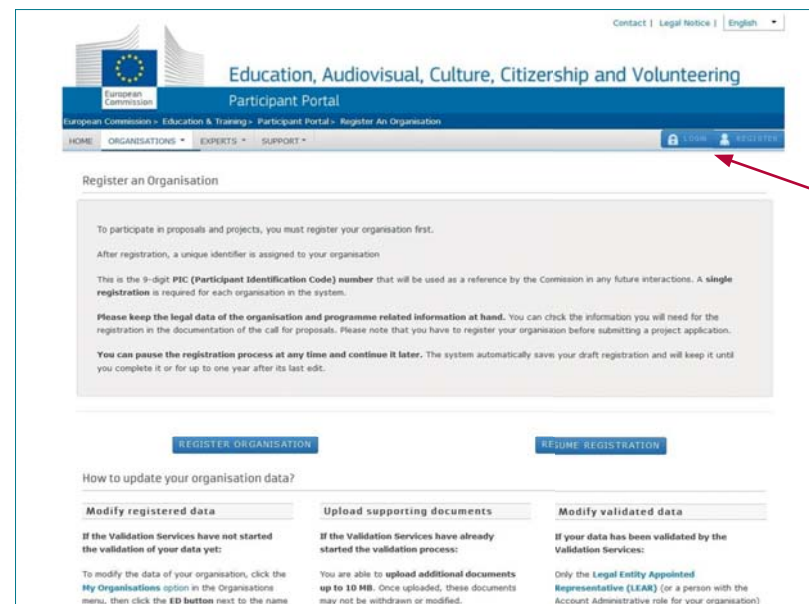 Contact | Legal Notice | English
European
Commission
Education, Audiovisual, Culture, Citizership and Volunteering
Participant Portal
European Commission > Education & Training > Participant Portal > Register An Organisation
HOME ORGANISATIONS EXPERTS SUPPORT LOGIN REGISTER
Register an Organisation
To participate in proposals and projects, you must register your organisation first.
After registration, a unique identifier is assigned to your organisation
This is the 9-digit PIC (Participant Identification Code) number that will be used as a reference by the Comission in any future interactions. A single
registration is required for each organisation in the system.
Please keep the legal data of the organisation and programme related information at hand. You can chick the information you will need for the
registration in the documentation of the call for proposals. Please note that you have to register your organision before submitting a project application.
You can pause the registration process at any time and continue it later. The system automatically saves your draft registration and will keep it until
you complete it or for up to one year after its last edit.
REGISTER ORGANISATION
RESUME REGISTRATION
How to update your organisation data?
Modify registered data
If the Validation Services have not started
the validation of your data yet:
To modify the data of your organisation, click the
My Organisations option in the Organisations
menu, then click the ED button next to the name
Upload supporting documents
If the Validation Services have already
started the validation process:
You are able to upload additional documents
up to 10 MB. Once uploaded, these documents
may not be withdrawn or modified.
Modify validated data
If your data has been validated by the
Validation Services:
Only the Legal Entity Appointed
Representative (LEAR) (or a person with the
Account Administrative role for your organisation)